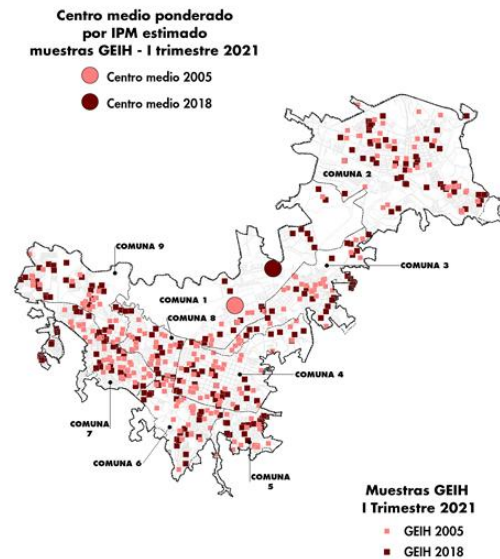 Centro medio ponderado
por IPM estimado
muestras GEIH - I trimestre 2021
Centro medio 2005
Centro medio 2018
COMUNA 2
COMUNA 9
COMUNA 3
COMUNA 1
COMUNA 8
COMUNA 4
COMUNA
7
COMUNA 6
COMUNA
5
Muestras GEIH
I Trimestre 2021
GEIH 2005
GEIH 2018